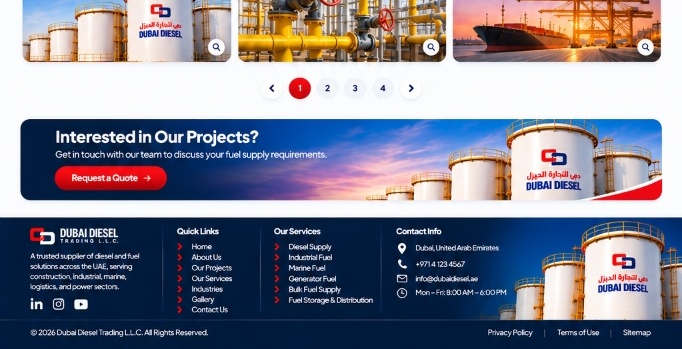 دبي لتجارة الديزل
DUBAI DIESEL
1
2
3
4
Interested in Our Projects?
Get in touch with our team to discuss your fuel supply requirements.
Request a Quote →
دبي لتجارة الديزل
DUBAI DIESEL
DUBAI DIESEL
TRADING L.L.C.
A trusted supplier of diesel and fuel
solutions across the UAE, serving
construction, industrial, marine,
logistics, and power sectors.
Quick Links
Home
About Us
Our Projects
Our Services
Industries
Gallery
Contact Us
Our Services
Diesel Supply
Industrial Fuel
Marine Fuel
Generator Fuel
Bulk Fuel Supply
Fuel Storage & Distribution
Contact Info
Dubai, United Arab Emirates
+971 4 123 4567
info@dubaidiesel.ae
Mon – Fri: 8:00 AM – 6:00 PM
دبي لتجارة الديزل
DUBAI DIESEL
© 2026 Dubai Diesel Trading L.L.C. All Rights Reserved.
Privacy Policy | Terms of Use | Sitemap